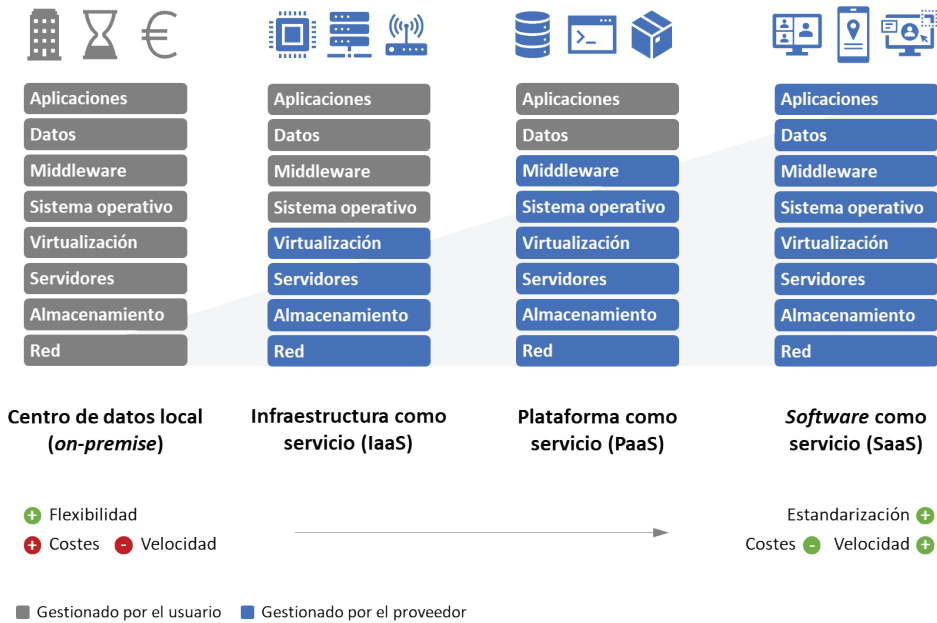 Aplicaciones
Datos
Middleware
Sistema operativo
Virtualización
Servidores
Almacenamiento
Red
Centro de datos local
(on-premise)
Aplicaciones
Datos
Middleware
Sistema operativo
Virtualización
Servidores
Almacenamiento
Red
Infraestructura como
servicio (IaaS)
Aplicaciones
Datos
Middleware
Sistema operativo
Virtualización
Servidores
Almacenamiento
Red
Plataforma como
servicio (PaaS)
Aplicaciones
Datos
Middleware
Sistema operativo
Virtualización
Servidores
Almacenamiento
Red
Software como
servicio (SaaS)
+ Flexibilidad
+ Costes - Velocidad
Estandarización +
Costes - Velocidad +
Gestionado por el usuario
Gestionado por el proveedor